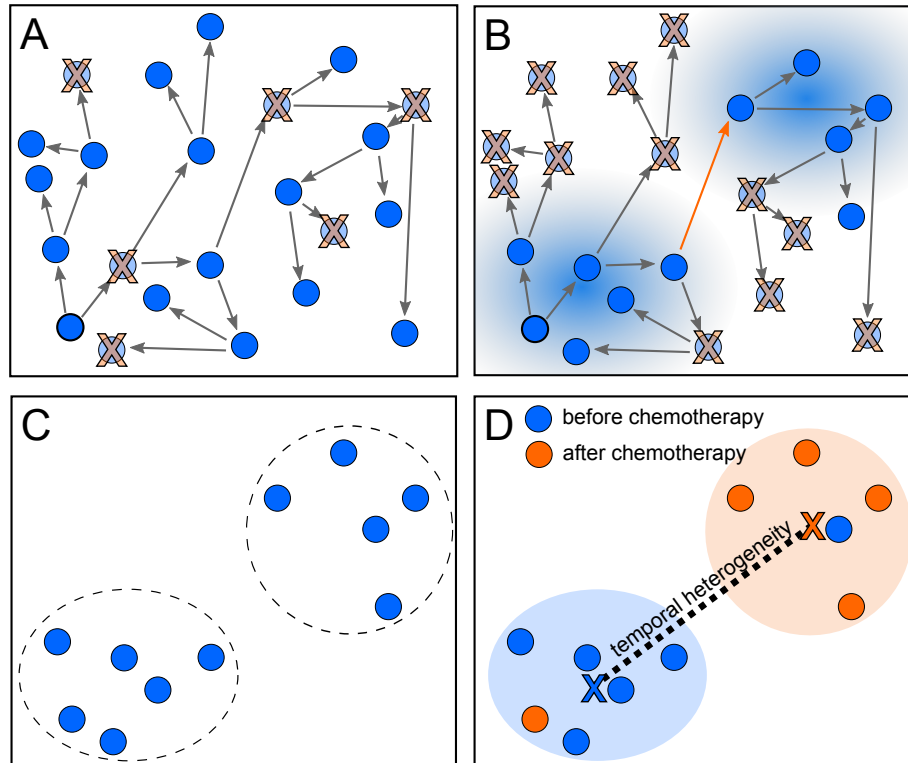 A
B
C
D
before chemotherapy
after chemotherapy
temporal heterogeneity
X
X